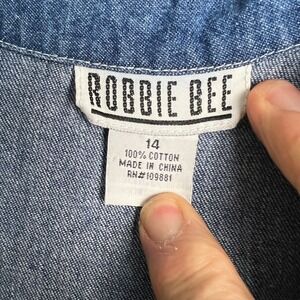 ROBBIE BEE
14
100% COTTON
MADE IN CHINA
RN#109881